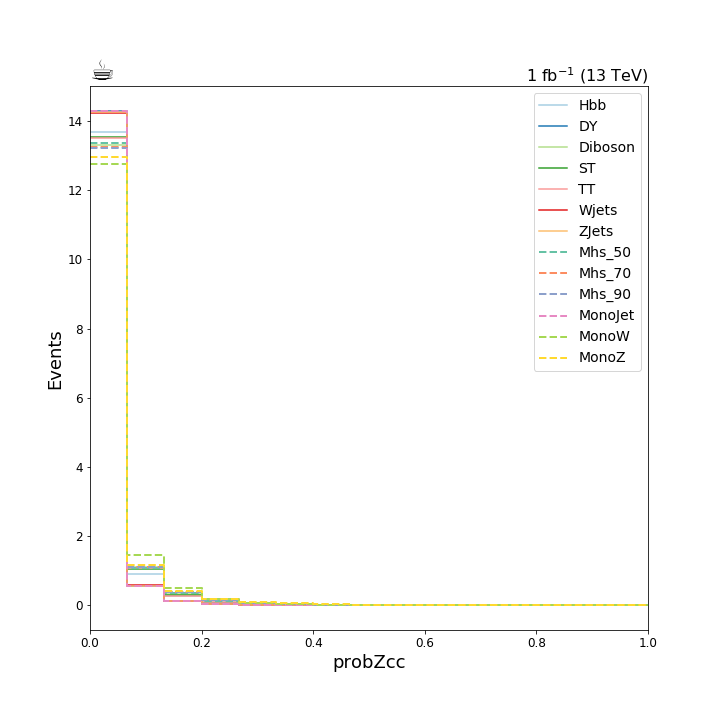 1 fb⁻¹ (13 TeV)
Hbb
DY
Diboson
ST
TT
Wjets
ZJets
Mhs_50
Mhs_70
Mhs_90
MonoJet
MonoW
MonoZ
Events
14
12
10
8
6
4
2
0
0.0 0.2 0.4 0.6 0.8 1.0
probZcc